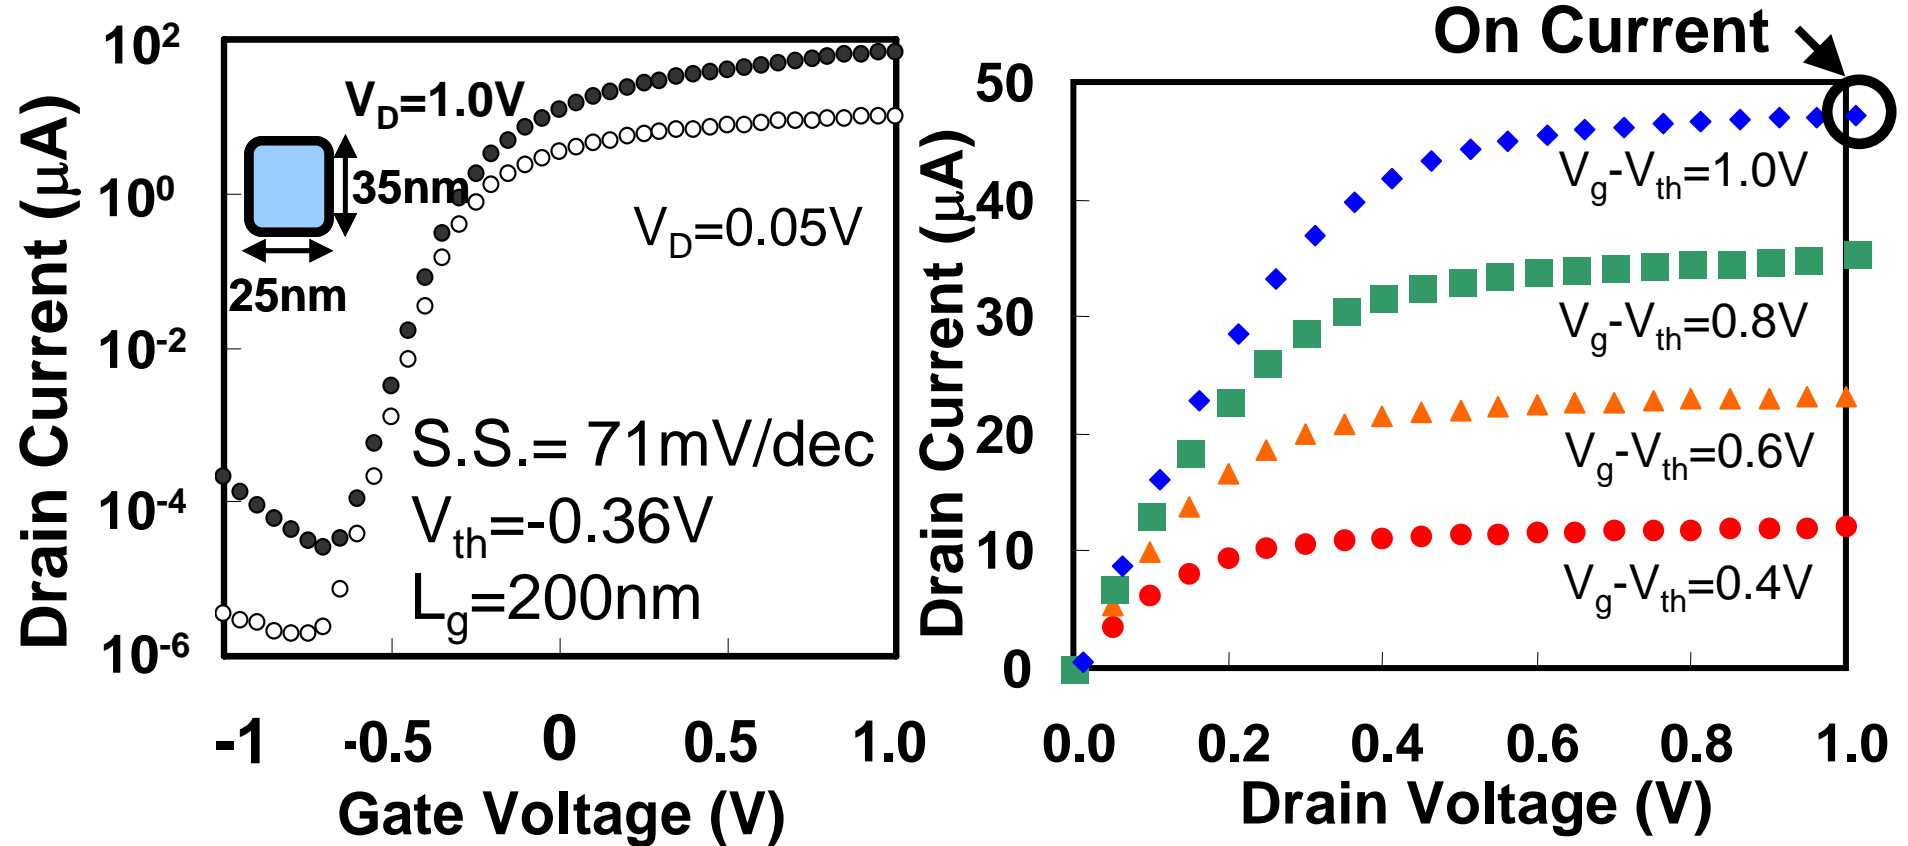 10²
10⁰
10⁻²
10⁻⁴
10⁻⁶
Drain Current (μA)
V_D=1.0V
35nm
25nm
V_D=0.05V
S.S.= 71mV/dec
V_th=-0.36V
L_g=200nm
-1 -0.5 0 0.5 1.0
Gate Voltage (V)
On Current
50
40
30
20
10
0
Drain Current (μA)
V_g-V_th=1.0V
V_g-V_th=0.8V
V_g-V_th=0.6V
V_g-V_th=0.4V
0.0 0.2 0.4 0.6 0.8 1.0
Drain Voltage (V)